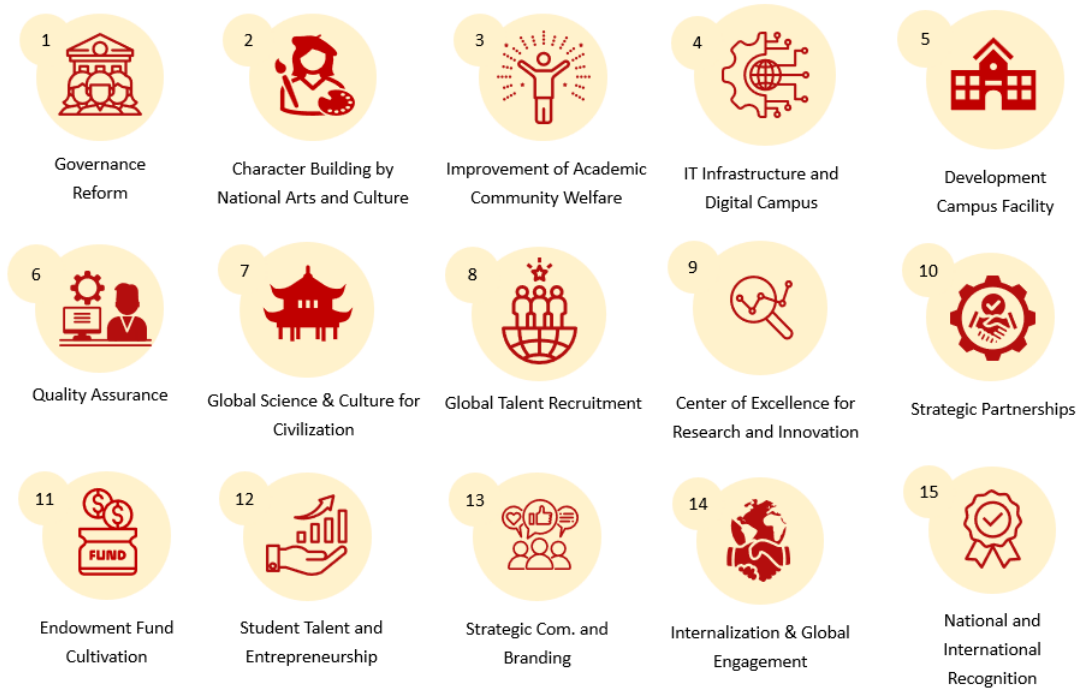 1
Governance
Reform
2
Character Building by
National Arts and Culture
3
Improvement of Academic
Community Welfare
4
IT Infrastructure and
Digital Campus
5
Development
Campus Facility
6
Quality Assurance
7
Global Science & Culture for
Civilization
8
Global Talent Recruitment
9
Center of Excellence for
Research and Innovation
10
Strategic Partnerships
11
$
$
FUND
Endowment Fund
Cultivation
12
Student Talent and
Entrepreneurship
13
Strategic Com. and
Branding
14
Internalization & Global
Engagement
15
National and
International
Recognition